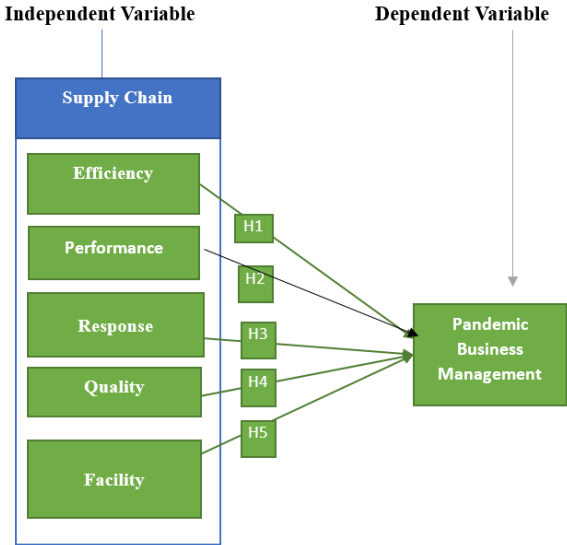 Independent Variable
Dependent Variable
Supply Chain
Efficiency
H1
Performance
H2
Response
H3
Pandemic
Business
Management
Quality
H4
H5
Facility